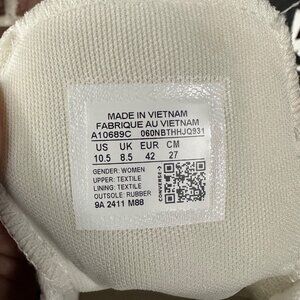 MADE IN VIETNAM
FABRIQUE AU VIETNAM
A10689C 060NBTHHJQ931
US UK EUR CM
10.5 8.5 42 27
GENDER: WOMEN
UPPER: TEXTILE
LINING: TEXTILE
OUTSOLE: RUBBER
9A 2411 M88
CONVERSE